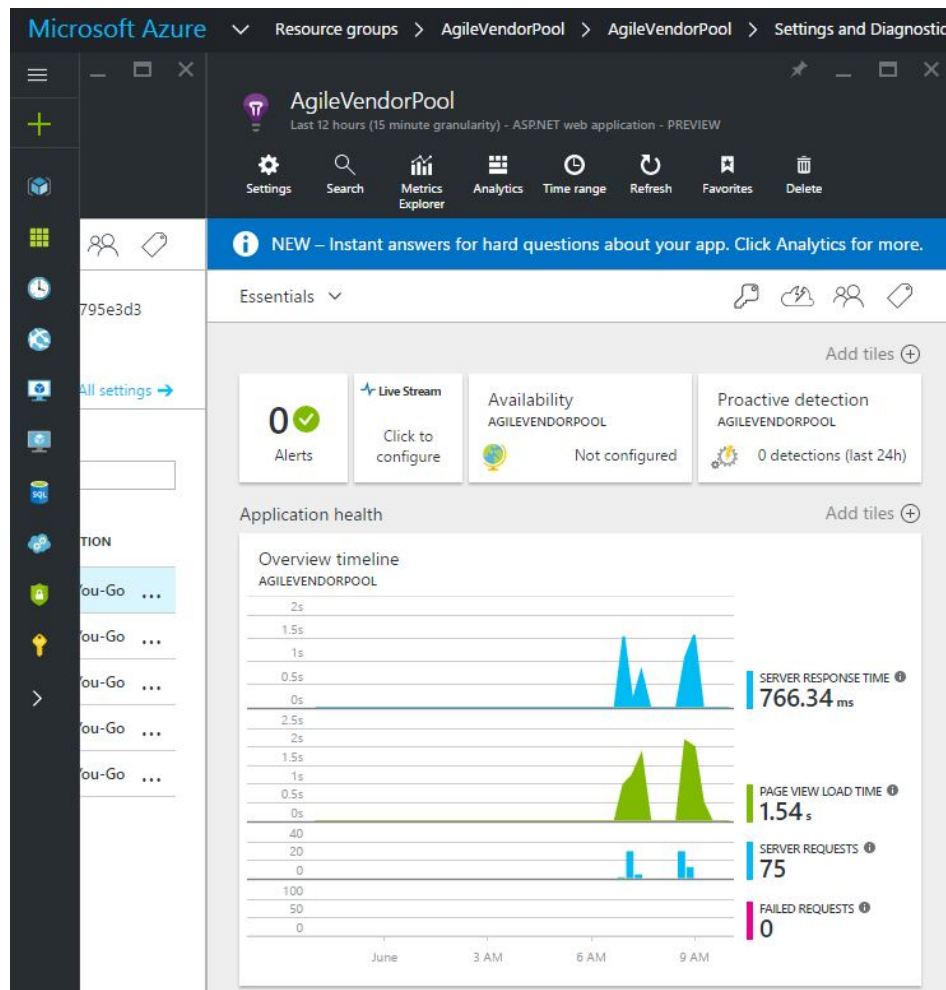 Microsoft Azure Resource groups > AgileVendorPool > AgileVendorPool > Settings and Diagnostic
AgileVendorPool
Last 12 hours (15 minute granularity) - ASP.NET web application - PREVIEW
Settings Search Metrics Explorer Analytics Time range Refresh Favorites Delete
NEW – Instant answers for hard questions about your app. Click Analytics for more.
Essentials
795e3d3
All settings →
TION
You-Go ...
You-Go ...
You-Go ...
You-Go ...
You-Go ...
SQL
Add tiles
0
Alerts
Live Stream
Click to
configure
Availability
AGILEVENDORPOOL
Not configured
Proactive detection
AGILEVENDORPOOL
0 detections (last 24h)
Application health
Add tiles
Overview timeline
AGILEVENDORPOOL
2s
1.5s
1s
0.5s
0s
SERVER RESPONSE TIME
766.34 ms
2.5s
2s
1.5s
1s
0.5s
0s
PAGE VIEW LOAD TIME
1.54 s
40
20
0
SERVER REQUESTS
75
100
50
0
FAILED REQUESTS
0
June 3 AM 6 AM 9 AM